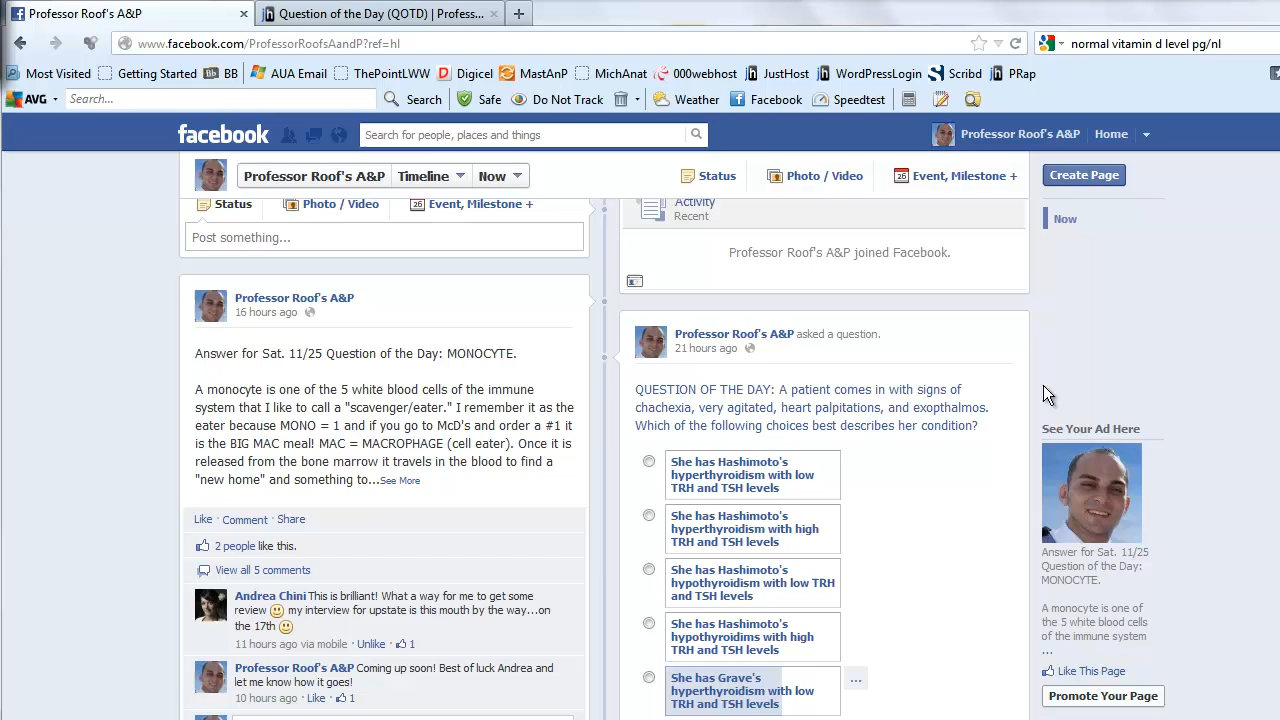 Professor Roof's A&P
Question of the Day (QOTD) | Profess...
www.facebook.com/ProfessorRoofsAandP?ref=hl
normal vitamin d level pg/nl
Most Visited Getting Started BB AUA Email ThePointLWW Digicel MastAnP MichAnat 000webhost JustHost WordPressLogin Scribd PRap
AVG Search... Search Safe Do Not Track Weather Facebook Speedtest
facebook Search for people, places and things Professor Roof's A&P Home
Professor Roof's A&P Timeline Now Status Photo / Video Event, Milestone + Create Page
Status Photo / Video Event, Milestone +
Post something...
Professor Roof's A&P
16 hours ago
Answer for Sat. 11/25 Question of the Day: MONOCYTE.
A monocyte is one of the 5 white blood cells of the immune
system that I like to call a "scavenger/eater." I remember it as the
eater because MONO = 1 and if you go to McD's and order a #1 it
is the BIG MAC meal! MAC = MACROPHAGE (cell eater). Once it is
released from the bone marrow it travels in the blood to find a
"new home" and something to...See More
Like · Comment · Share
2 people like this.
View all 5 comments
Andrea Chini This is brilliant! What a way for me to get some
review my interview for upstate is this mouth by the way...on
the 17th
11 hours ago via mobile · Unlike · 1
Professor Roof's A&P Coming up soon! Best of luck Andrea and
let me know how it goes!
10 hours ago · Like · 1
Activity
Recent
Professor Roof's A&P joined Facebook.
Professor Roof's A&P asked a question.
21 hours ago
QUESTION OF THE DAY: A patient comes in with signs of
chachexia, very agitated, heart palpitations, and exopthalmos.
Which of the following choices best describes her condition?
She has Hashimoto's
hyperthyroidism with low
TRH and TSH levels
She has Hashimoto's
hyperthyroidism with high
TRH and TSH levels
She has Hashimoto's
hypothyroidism with low TRH
and TSH levels
She has Hashimoto's
hypothyroidims with high
TRH and TSH levels
She has Grave's
hyperthyroidism with low
TRH and TSH levels
...
Now
See Your Ad Here
Answer for Sat. 11/25
Question of the Day:
MONOCYTE.
A monocyte is one of
the 5 white blood cells
of the immune system
...
Like This Page
Promote Your Page